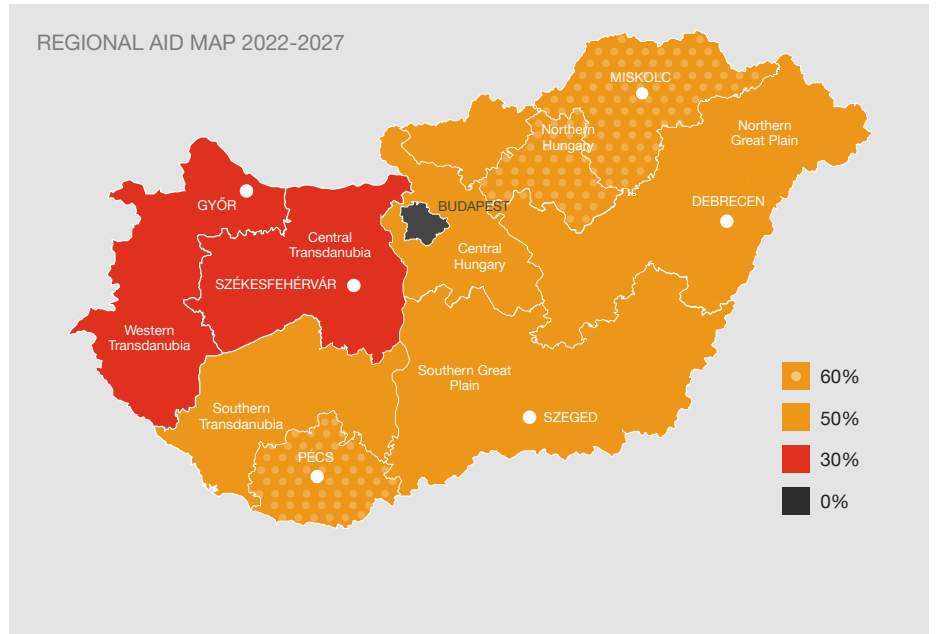 REGIONAL AID MAP 2022-2027
MISKOLC
Northern
Hungary
Northern
Great Plain
GYŐR
BUDAPEST
DEBRECEN
Central
Transdanubia
Central
Hungary
SZÉKESFEHÉRVÁR
Western
Transdanubia
Southern Great
Plain
Southern
Transdanubia
SZEGED
PÉCS
60%
50%
30%
0%